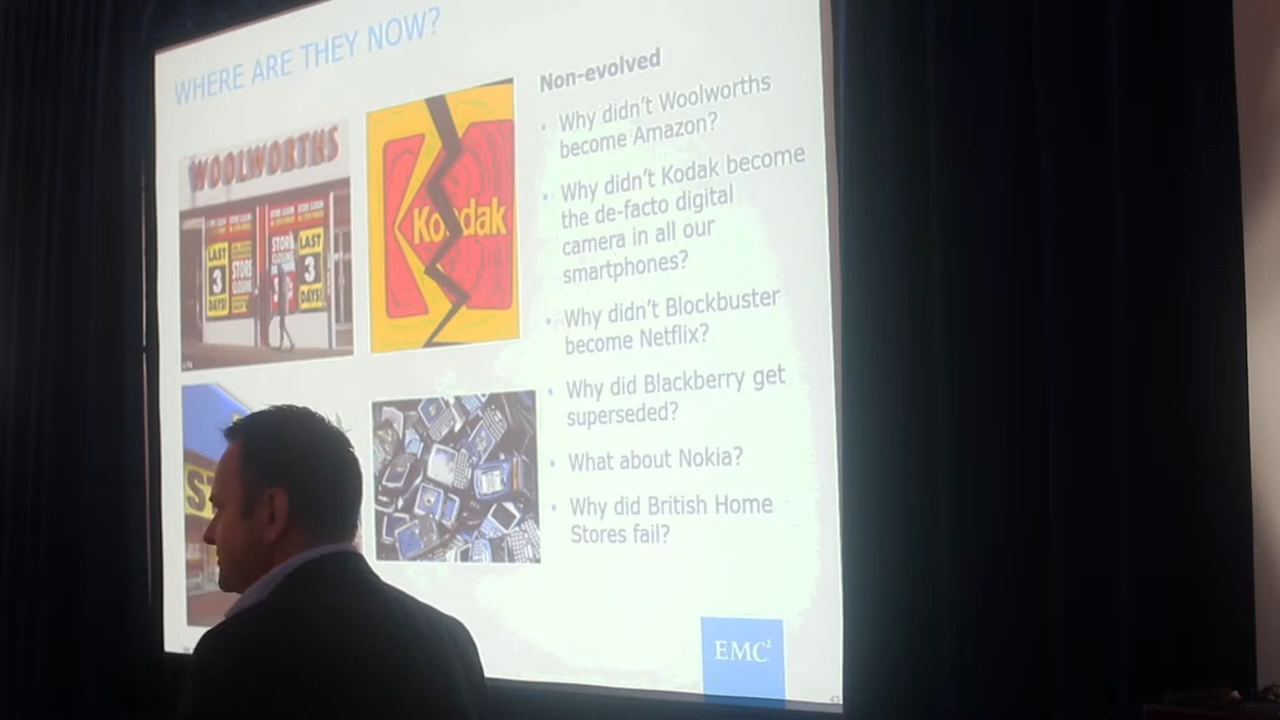 WHERE ARE THEY NOW?
WOOLWORTHS
LAST
3
DAYS!
STORE
CLOSING
STORE
CLOSING
LAST
3
DAYS!
Kodak
ST
Non-evolved
Why didn't Woolworths
become Amazon?
Why didn't Kodak become
the de-facto digital
camera in all our
smartphones?
Why didn't Blockbuster
become Netflix?
Why did Blackberry get
superseded?
What about Nokia?
Why did British Home
Stores fail?
EMC²
43